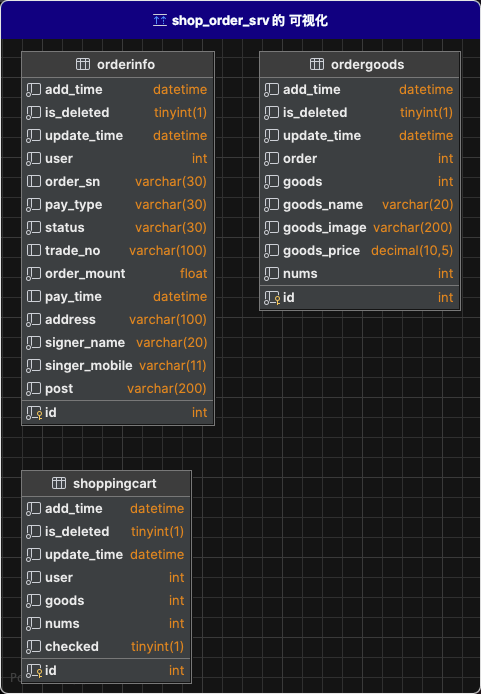 shop_order_srv 的 可视化
orderinfo
add_time datetime
is_deleted tinyint(1)
update_time datetime
user int
order_sn varchar(30)
pay_type varchar(30)
status varchar(30)
trade_no varchar(100)
order_mount float
pay_time datetime
address varchar(100)
signer_name varchar(20)
singer_mobile varchar(11)
post varchar(200)
id int
ordergoods
add_time datetime
is_deleted tinyint(1)
update_time datetime
order int
goods int
goods_name varchar(20)
goods_image varchar(200)
goods_price decimal(10,5)
nums int
id int
shoppingcart
add_time datetime
is_deleted tinyint(1)
update_time datetime
user int
goods int
nums int
checked tinyint(1)
id int